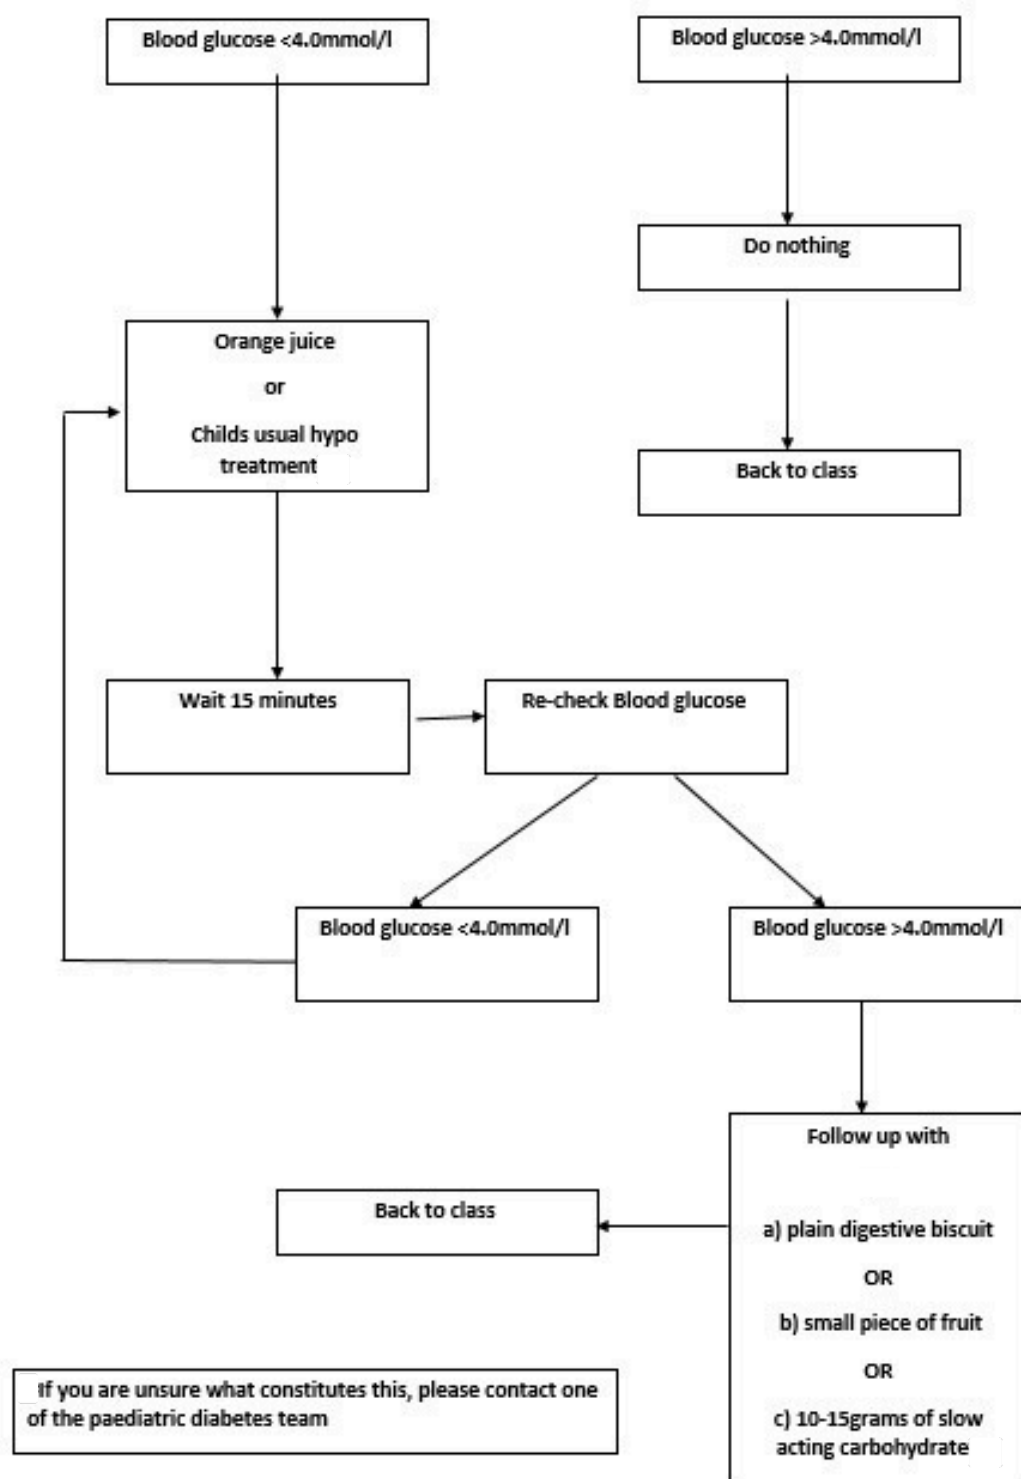 Blood glucose <4.0mmol/l
Blood glucose >4.0mmol/l
Do nothing
Back to class
Orange juice
or
Childs usual hypo
treatment
Wait 15 minutes
Re-check Blood glucose
Blood glucose <4.0mmol/l
Blood glucose >4.0mmol/l
Follow up with
a) plain digestive biscuit
OR
b) small piece of fruit
OR
c) 10-15grams of slow
acting carbohydrate
Back to class
If you are unsure what constitutes this, please contact one
of the paediatric diabetes team